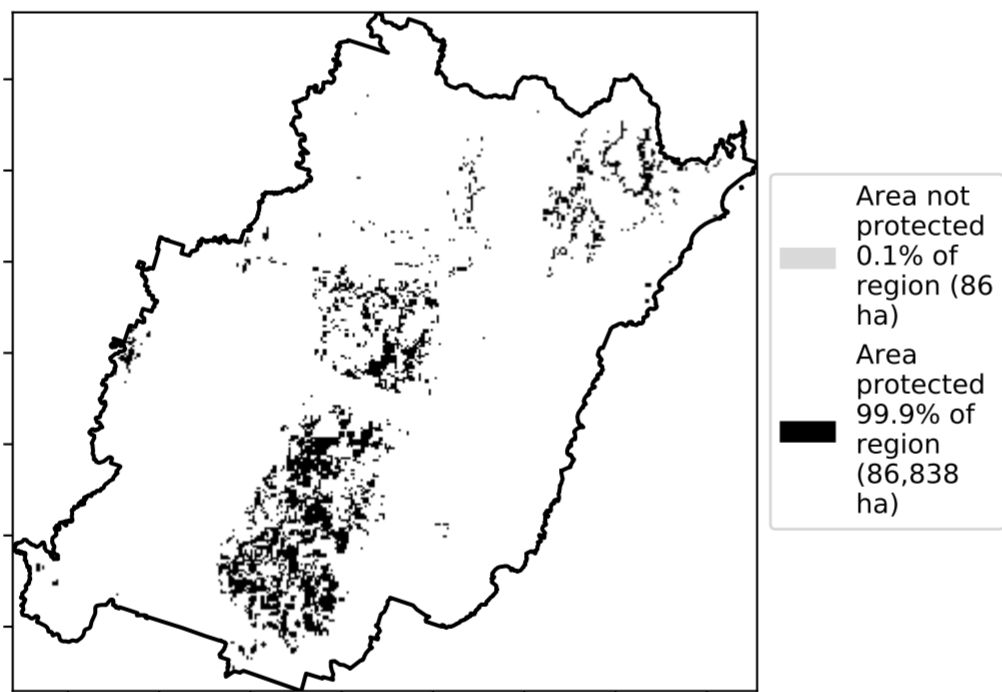 Area not
protected
0.1% of
region (86
ha)
Area
protected
99.9% of
region
(86,838
ha)